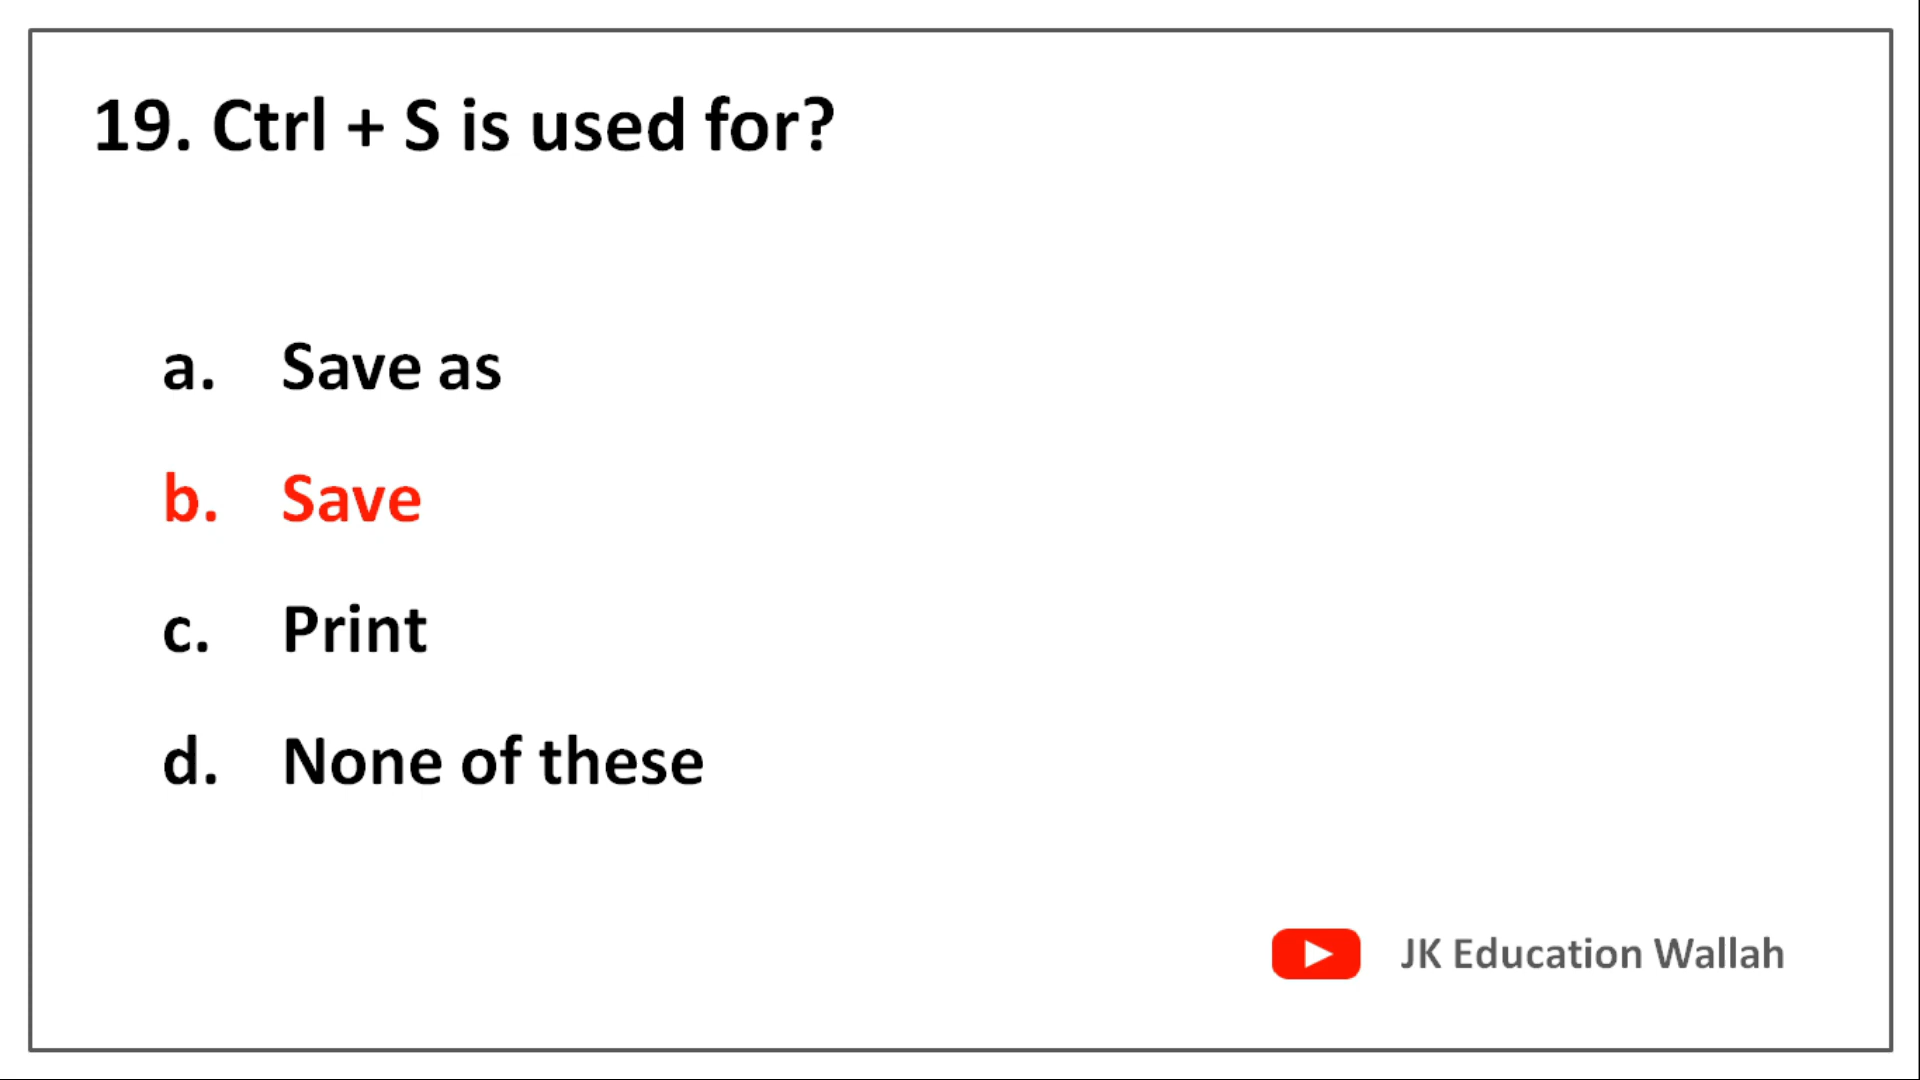 19. Ctrl + S is used for?
a. Save as
b. Save
c. Print
d. None of these
JK Education Wallah